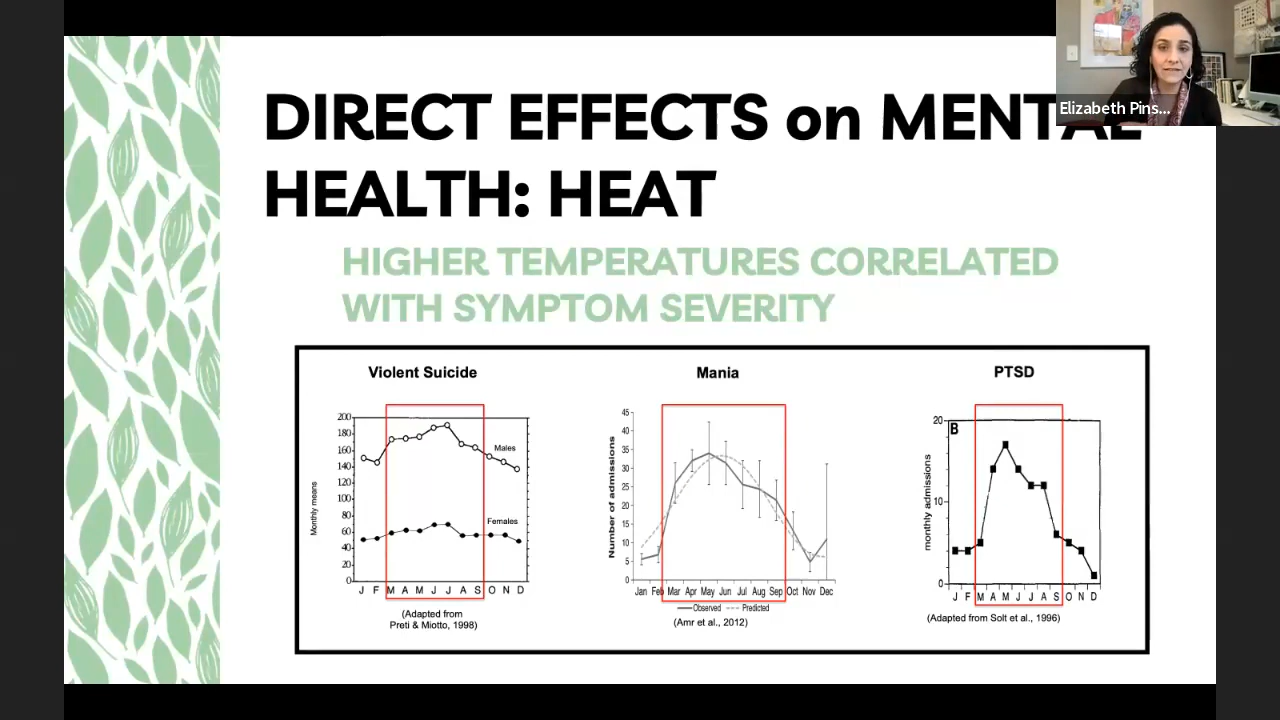 DIRECT EFFECTS on MENTAL
HEALTH: HEAT
Elizabeth Pins...
HIGHER TEMPERATURES CORRELATED
WITH SYMPTOM SEVERITY
Violent Suicide
200
180
160
140
120
100
80
60
40
20
0
Monthly means
Males
Females
J F M A M J J A S O N D
(Adapted from
Preti & Miotto, 1998)
Mania
45
40
35
30
25
20
15
10
5
0
Number of admissions
Jan Feb Mar Apr May Jun Jul Aug Sep Oct Nov Dec
Observed Predicted
(Amr et al., 2012)
PTSD
B
20
10
0
monthly admissions
J F M A M J J A S O N D
(Adapted from Solt et al., 1996)